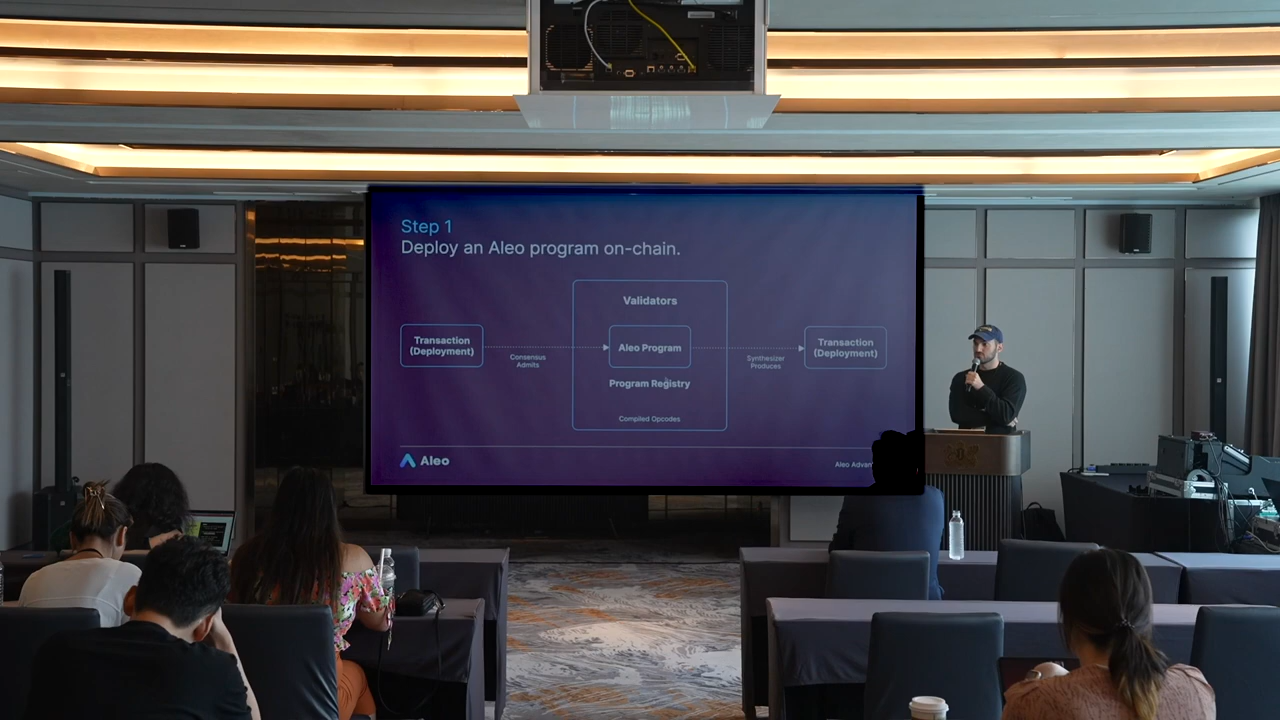 Step 1
Deploy an Aleo program on-chain.
Validators
Transaction
(Deployment)
Consensus
Admits
Aleo Program
Synthesizer
Produces
Transaction
(Deployment)
Program Registry
Compiled Opcodes
Aleo
Aleo